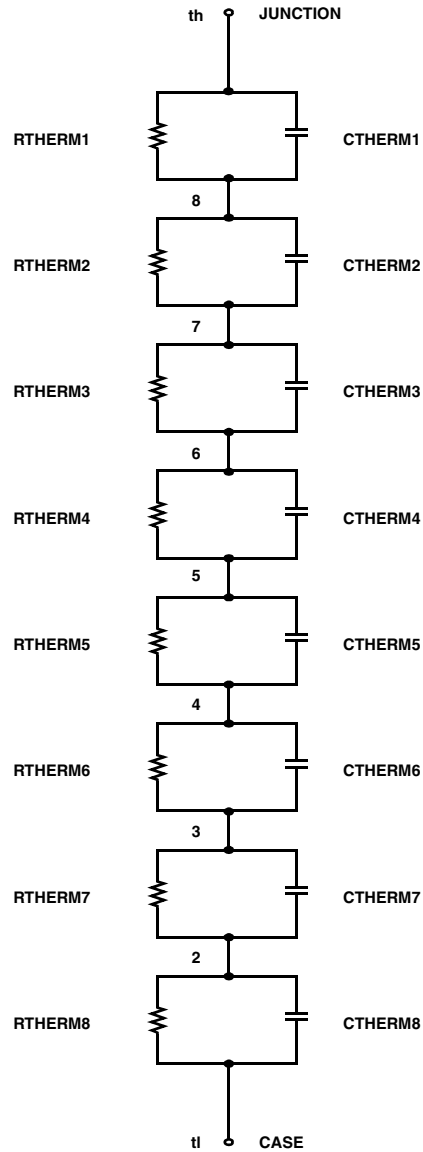 th JUNCTION
RTHERM1 CTHERM1
8
RTHERM2 CTHERM2
7
RTHERM3 CTHERM3
6
RTHERM4 CTHERM4
5
RTHERM5 CTHERM5
4
RTHERM6 CTHERM6
3
RTHERM7 CTHERM7
2
RTHERM8 CTHERM8
tl CASE